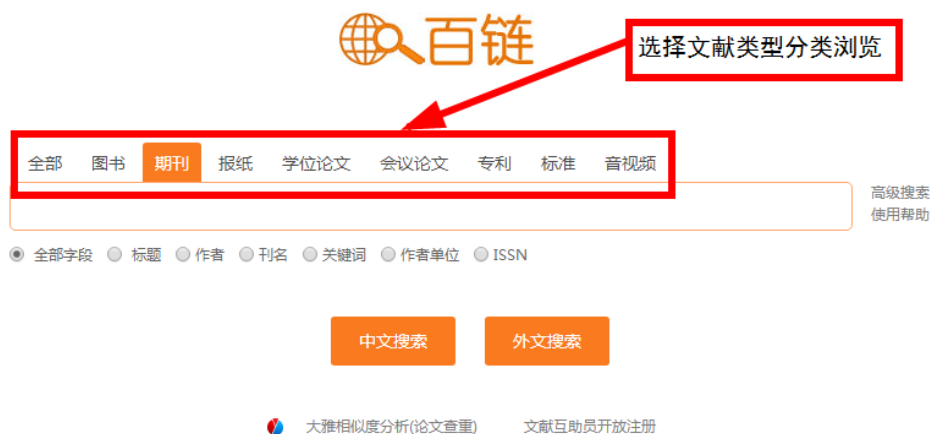 百链
选择文献类型分类浏览
全部 图书 期刊 报纸 学位论文 会议论文 专利 标准 音视频
高级搜索
使用帮助
全部字段 标题 作者 刊名 关键词 作者单位 ISSN
中文搜索 外文搜索
大雅相似度分析(论文查重) 文献互助员开放注册